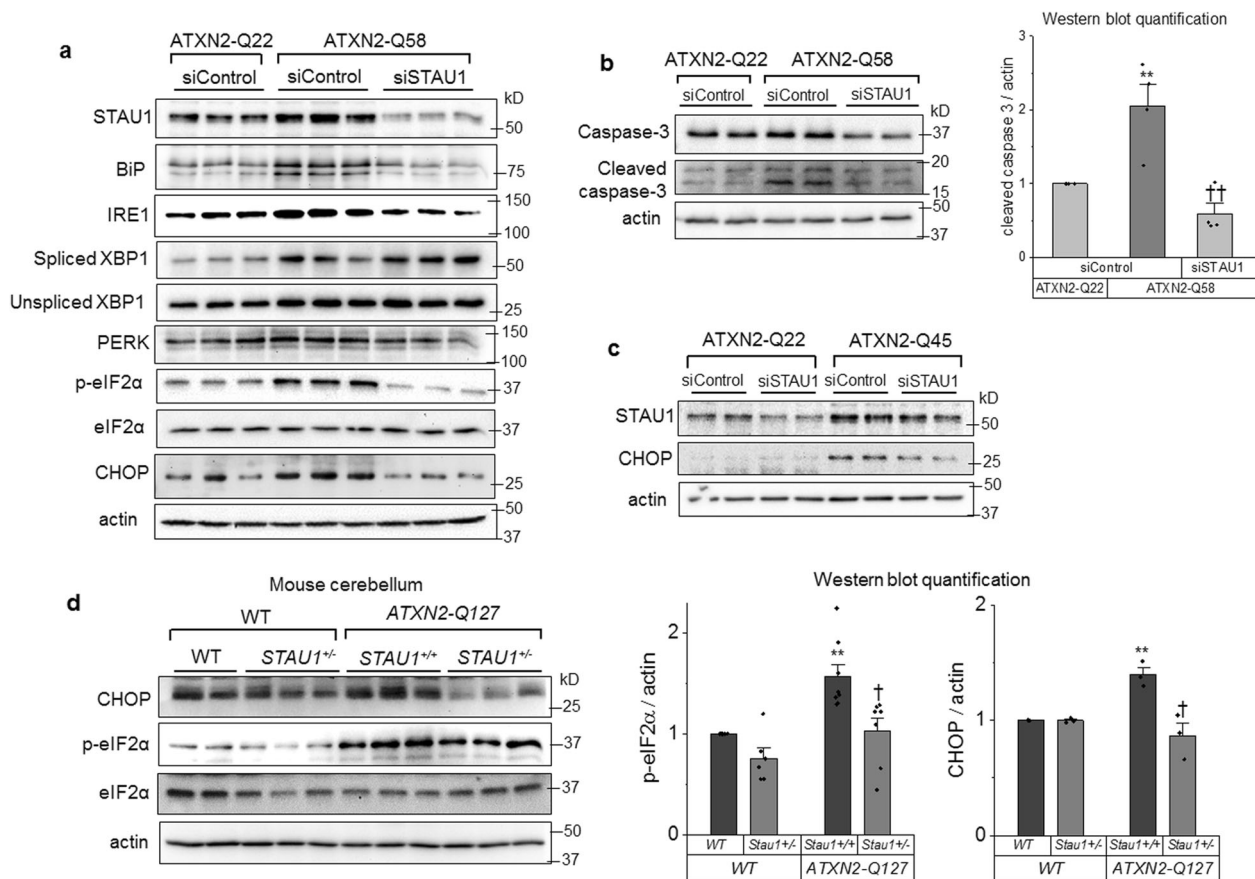 a
ATXN2-Q22 ATXN2-Q58
siControl siControl siSTAU1
kD
STAU1
50
BiP
75
IRE1
150
100
Spliced XBP1
50
Unspliced XBP1
25
PERK
150
100
p-eIF2α
37
eIF2α
37
CHOP
25
actin
50
37
b
ATXN2-Q22 ATXN2-Q58
siControl siControl siSTAU1
kD
Caspase-3
37
Cleaved
caspase-3
20
15
actin
50
37
Western blot quantification
cleaved caspase 3 / actin
3
2
1
0
**
††
siControl siSTAU1
ATXN2-Q22 ATXN2-Q58
c
ATXN2-Q22 ATXN2-Q45
siControl siSTAU1 siControl siSTAU1
kD
STAU1
50
CHOP
25
actin
50
37
d
Mouse cerebellum
WT ATXN2-Q127
WT STAU1+/- STAU1+/+ STAU1+/-
kD
CHOP
25
p-eIF2α
37
eIF2α
37
actin
50
37
Western blot quantification
p-eIF2α / actin
2
1
0
**
†
WT Stau1+/- Stau1+/+ Stau1+/-
WT ATXN2-Q127
CHOP / actin
2
1
0
**
†
WT Stau1+/- Stau1+/+ Stau1+/-
WT ATXN2-Q127